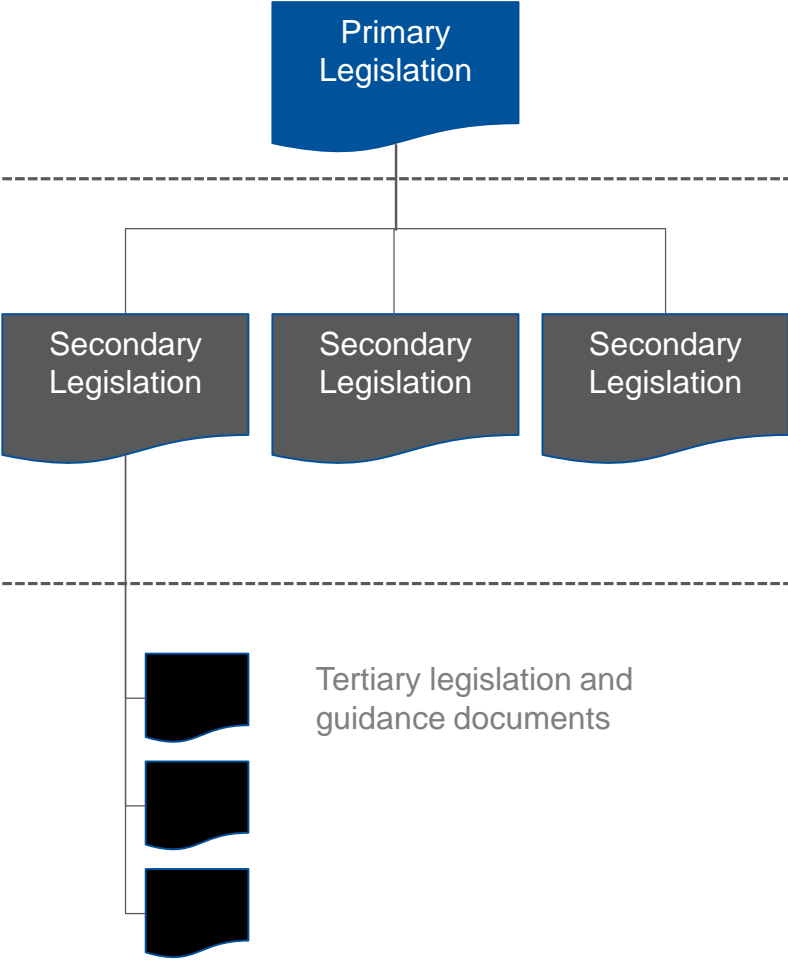 Primary
Legislation
Secondary
Legislation
Secondary
Legislation
Secondary
Legislation
Tertiary legislation and
guidance documents